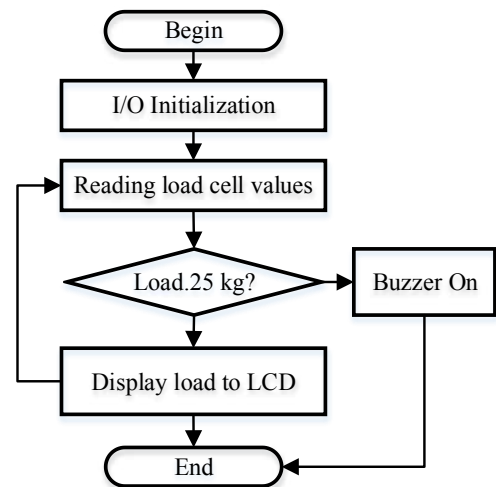 Begin
I/O Initialization
Reading load cell values
Load.25 kg?
Buzzer On
Display load to LCD
End